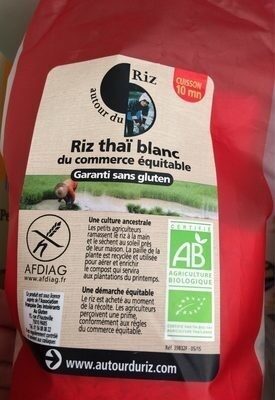 autour du Riz
CUISSON
10 mn
Riz thaï blanc
du commerce équitable
Garanti sans gluten
AFDIAG
www.afdiag.fr
Une culture ancestrale
Les petits agriculteurs
ramassent le riz à la main
et le sèchent au soleil près
de leur maison. La paille de la
plante est recyclée et utilisée
pour aérer et enrichir
le compost qui servira
aux plantations du printemps.
Une démarche équitable
Le riz est acheté au moment
de la récolte. Les agriculteurs
perçoivent une prime,
conformément aux règles
du commerce équitable.
CERTIFIÉ
AB
AGRICULTURE
BIOLOGIQUE
www.autourduriz.com